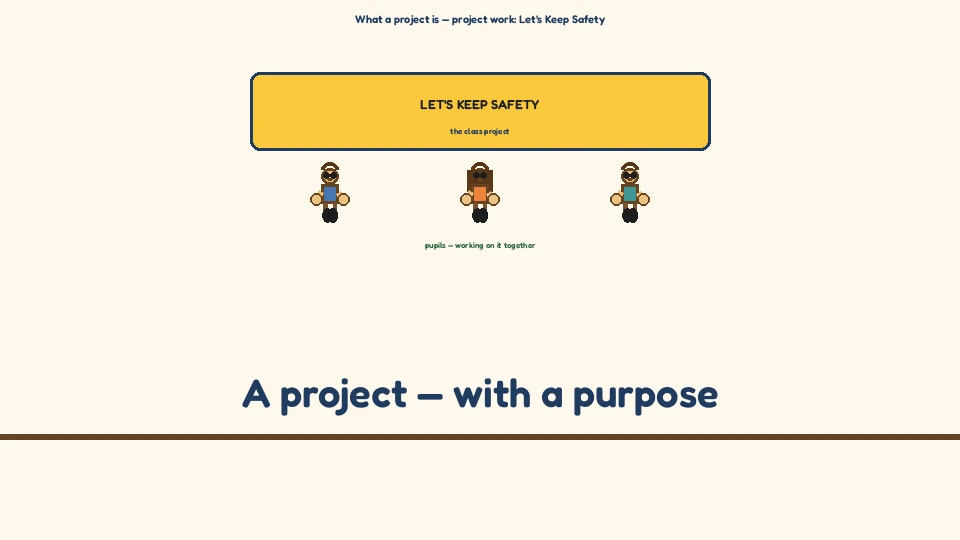 What a project is — project work: Let's Keep Safety
LET'S KEEP SAFETY
the class project
pupils — working on it together
A project — with a purpose